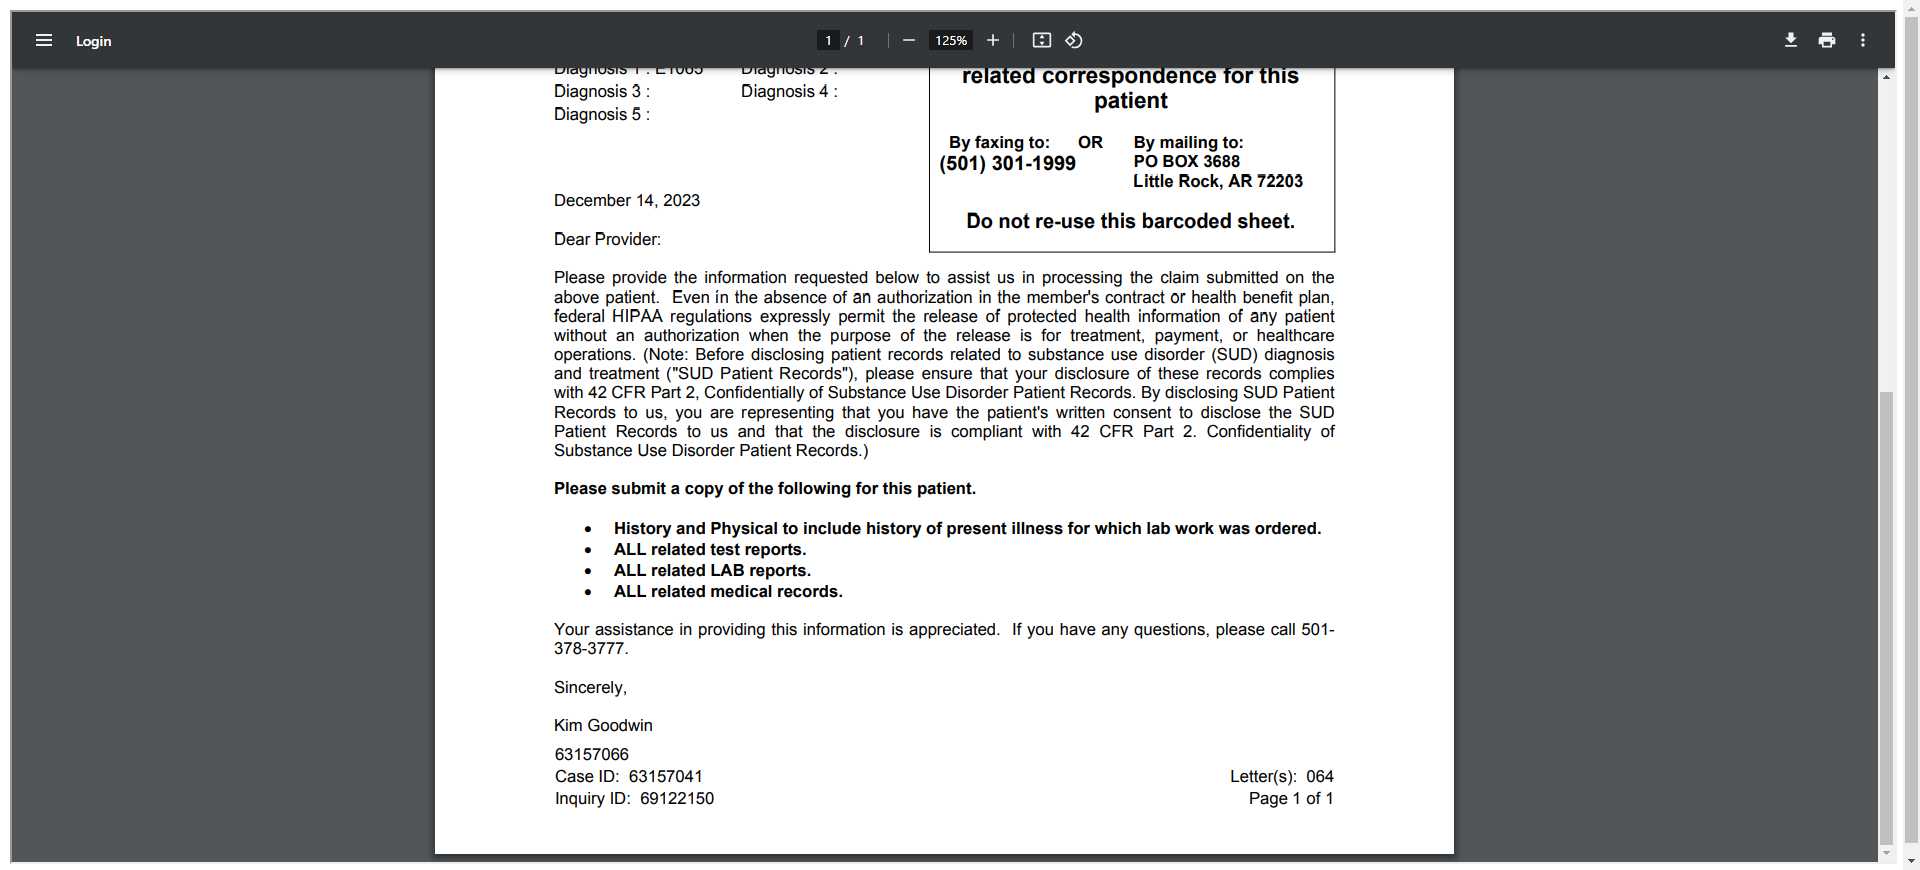 Login
1 / 1
125%
Diagnosis 1 : E1065 Diagnosis 2 :
Diagnosis 3 : Diagnosis 4 :
Diagnosis 5 :
related correspondence for this
patient
By faxing to: OR By mailing to:
(501) 301-1999 PO BOX 3688
Little Rock, AR 72203
Do not re-use this barcoded sheet.
December 14, 2023
Dear Provider:
Please provide the information requested below to assist us in processing the claim submitted on the
above patient. Even in the absence of an authorization in the member's contract or health benefit plan,
federal HIPAA regulations expressly permit the release of protected health information of any patient
without an authorization when the purpose of the release is for treatment, payment, or healthcare
operations. (Note: Before disclosing patient records related to substance use disorder (SUD) diagnosis
and treatment ("SUD Patient Records"), please ensure that your disclosure of these records complies
with 42 CFR Part 2, Confidentially of Substance Use Disorder Patient Records. By disclosing SUD Patient
Records to us, you are representing that you have the patient's written consent to disclose the SUD
Patient Records to us and that the disclosure is compliant with 42 CFR Part 2. Confidentiality of
Substance Use Disorder Patient Records.)
Please submit a copy of the following for this patient.
• History and Physical to include history of present illness for which lab work was ordered.
• ALL related test reports.
• ALL related LAB reports.
• ALL related medical records.
Your assistance in providing this information is appreciated. If you have any questions, please call 501-
378-3777.
Sincerely,
Kim Goodwin
63157066
Case ID: 63157041 Letter(s): 064
Inquiry ID: 69122150 Page 1 of 1